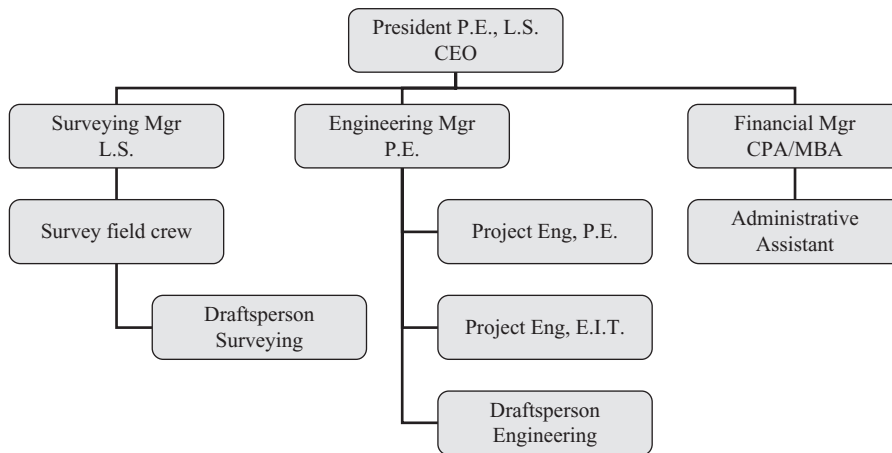 President P.E., L.S.
CEO
Surveying Mgr
L.S.
Engineering Mgr
P.E.
Financial Mgr
CPA/MBA
Survey field crew
Project Eng, P.E.
Administrative
Assistant
Draftsperson
Surveying
Project Eng, E.I.T.
Draftsperson
Engineering